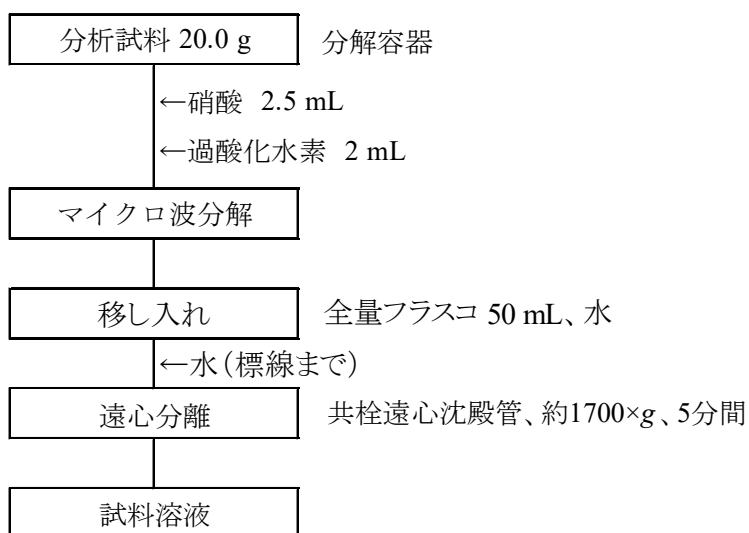 分析試料 20.0 g 分解容器
←硝酸 2.5 mL
←過酸化水素 2 mL
マイクロ波分解
移し入れ 全量フラスコ 50 mL、水
←水(標線まで)
遠心分離 共栓遠心沈殿管、約1700×g、5分間
試料溶液